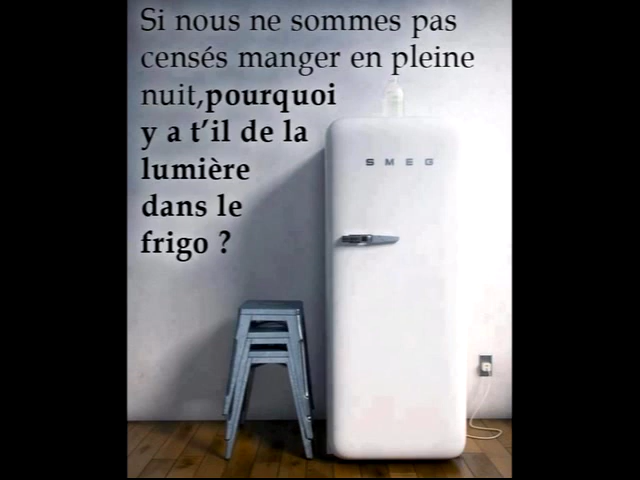 Si nous ne sommes pas
censés manger en pleine
nuit,pourquoi
y a t’il de la
lumière
dans le
frigo ?
SMEG